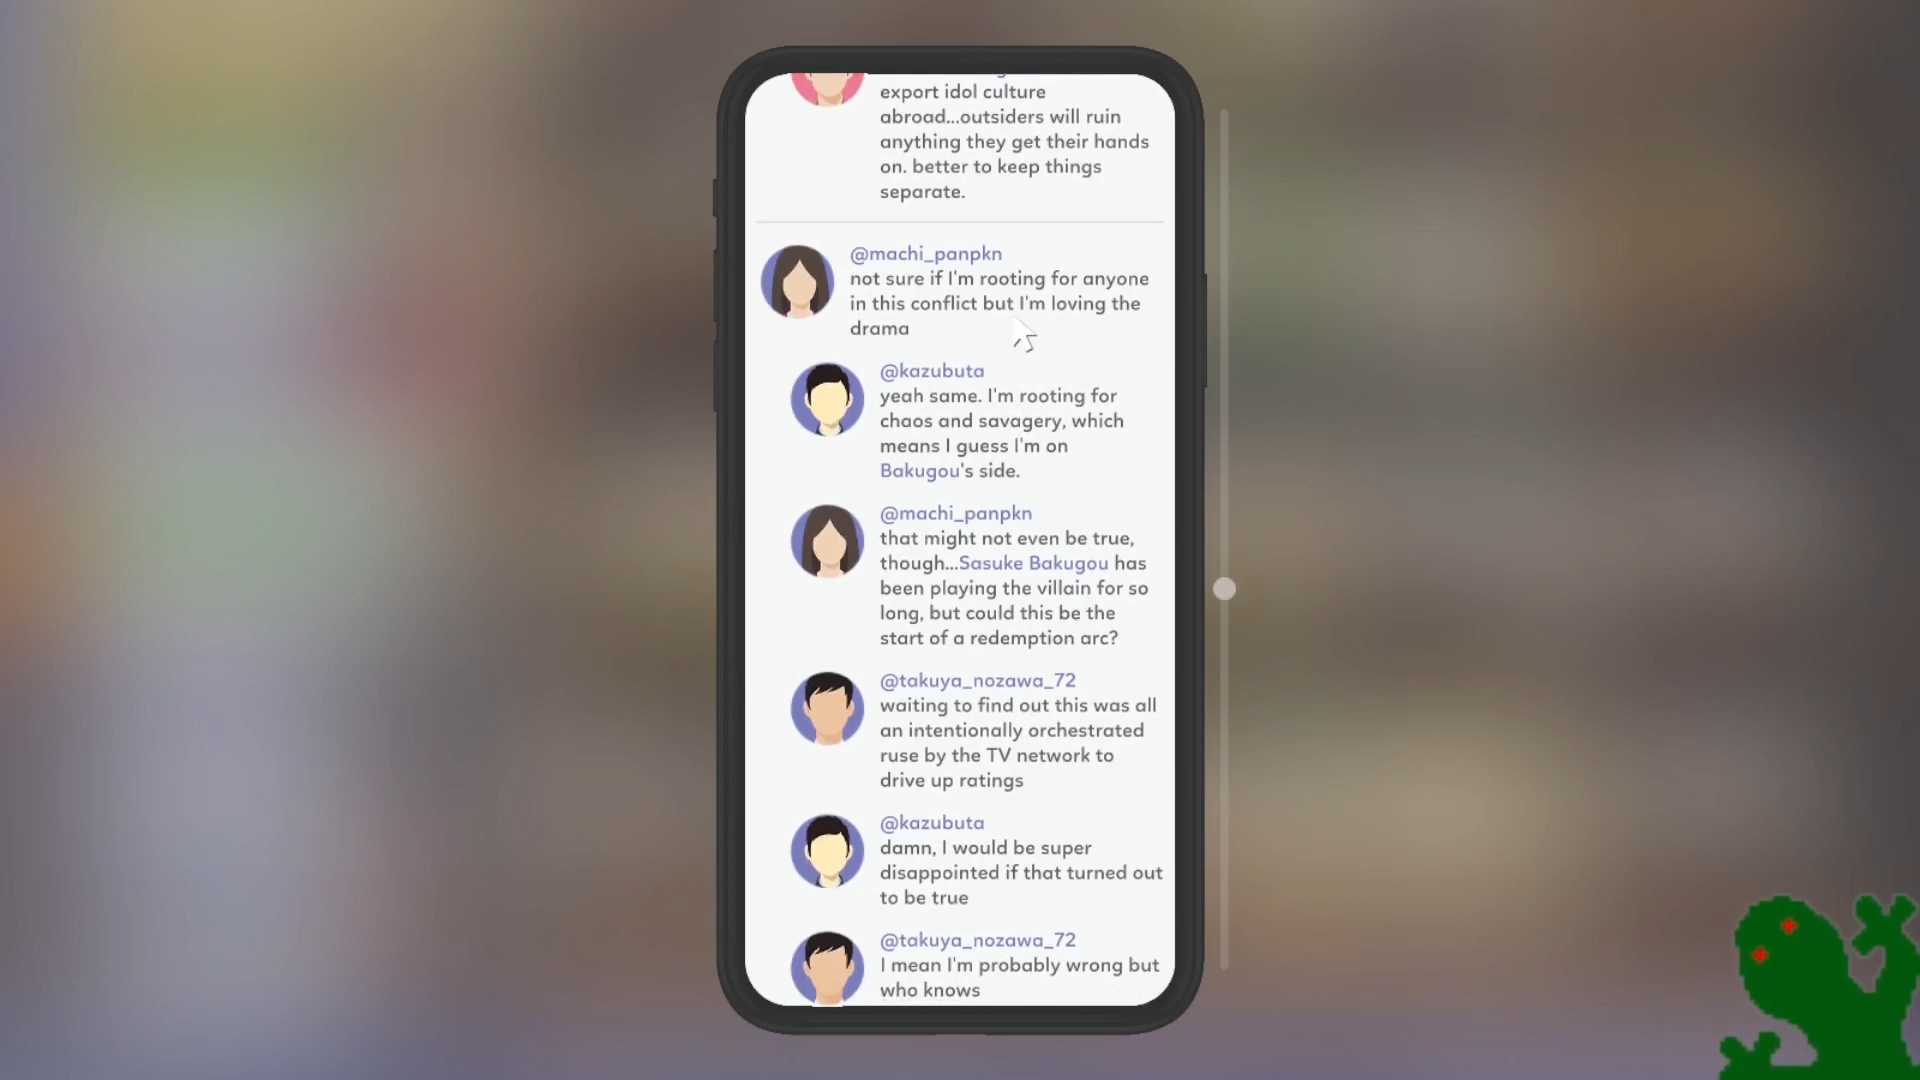 export idol culture
abroad...outsiders will ruin
anything they get their hands
on. better to keep things
separate.
@machi_panpkn
not sure if I'm rooting for anyone
in this conflict but I'm loving the
drama
@kazubuta
yeah same. I'm rooting for
chaos and savagery, which
means I guess I'm on
Bakugou's side.
@machi_panpkn
that might not even be true,
though...Sasuke Bakugou has
been playing the villain for so
long, but could this be the
start of a redemption arc?
@takuya_nozawa_72
waiting to find out this was all
an intentionally orchestrated
ruse by the TV network to
drive up ratings
@kazubuta
damn, I would be super
disappointed if that turned out
to be true
@takuya_nozawa_72
I mean I'm probably wrong but
who knows